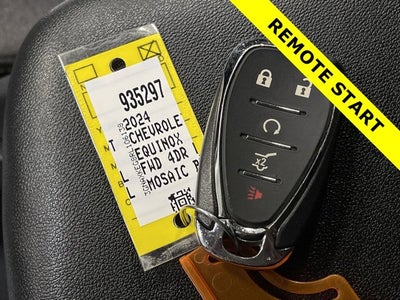 REMOTE START
935297
2024
CHEVROLE
EQUINOX
FWD 4DR L
MOSAIC B